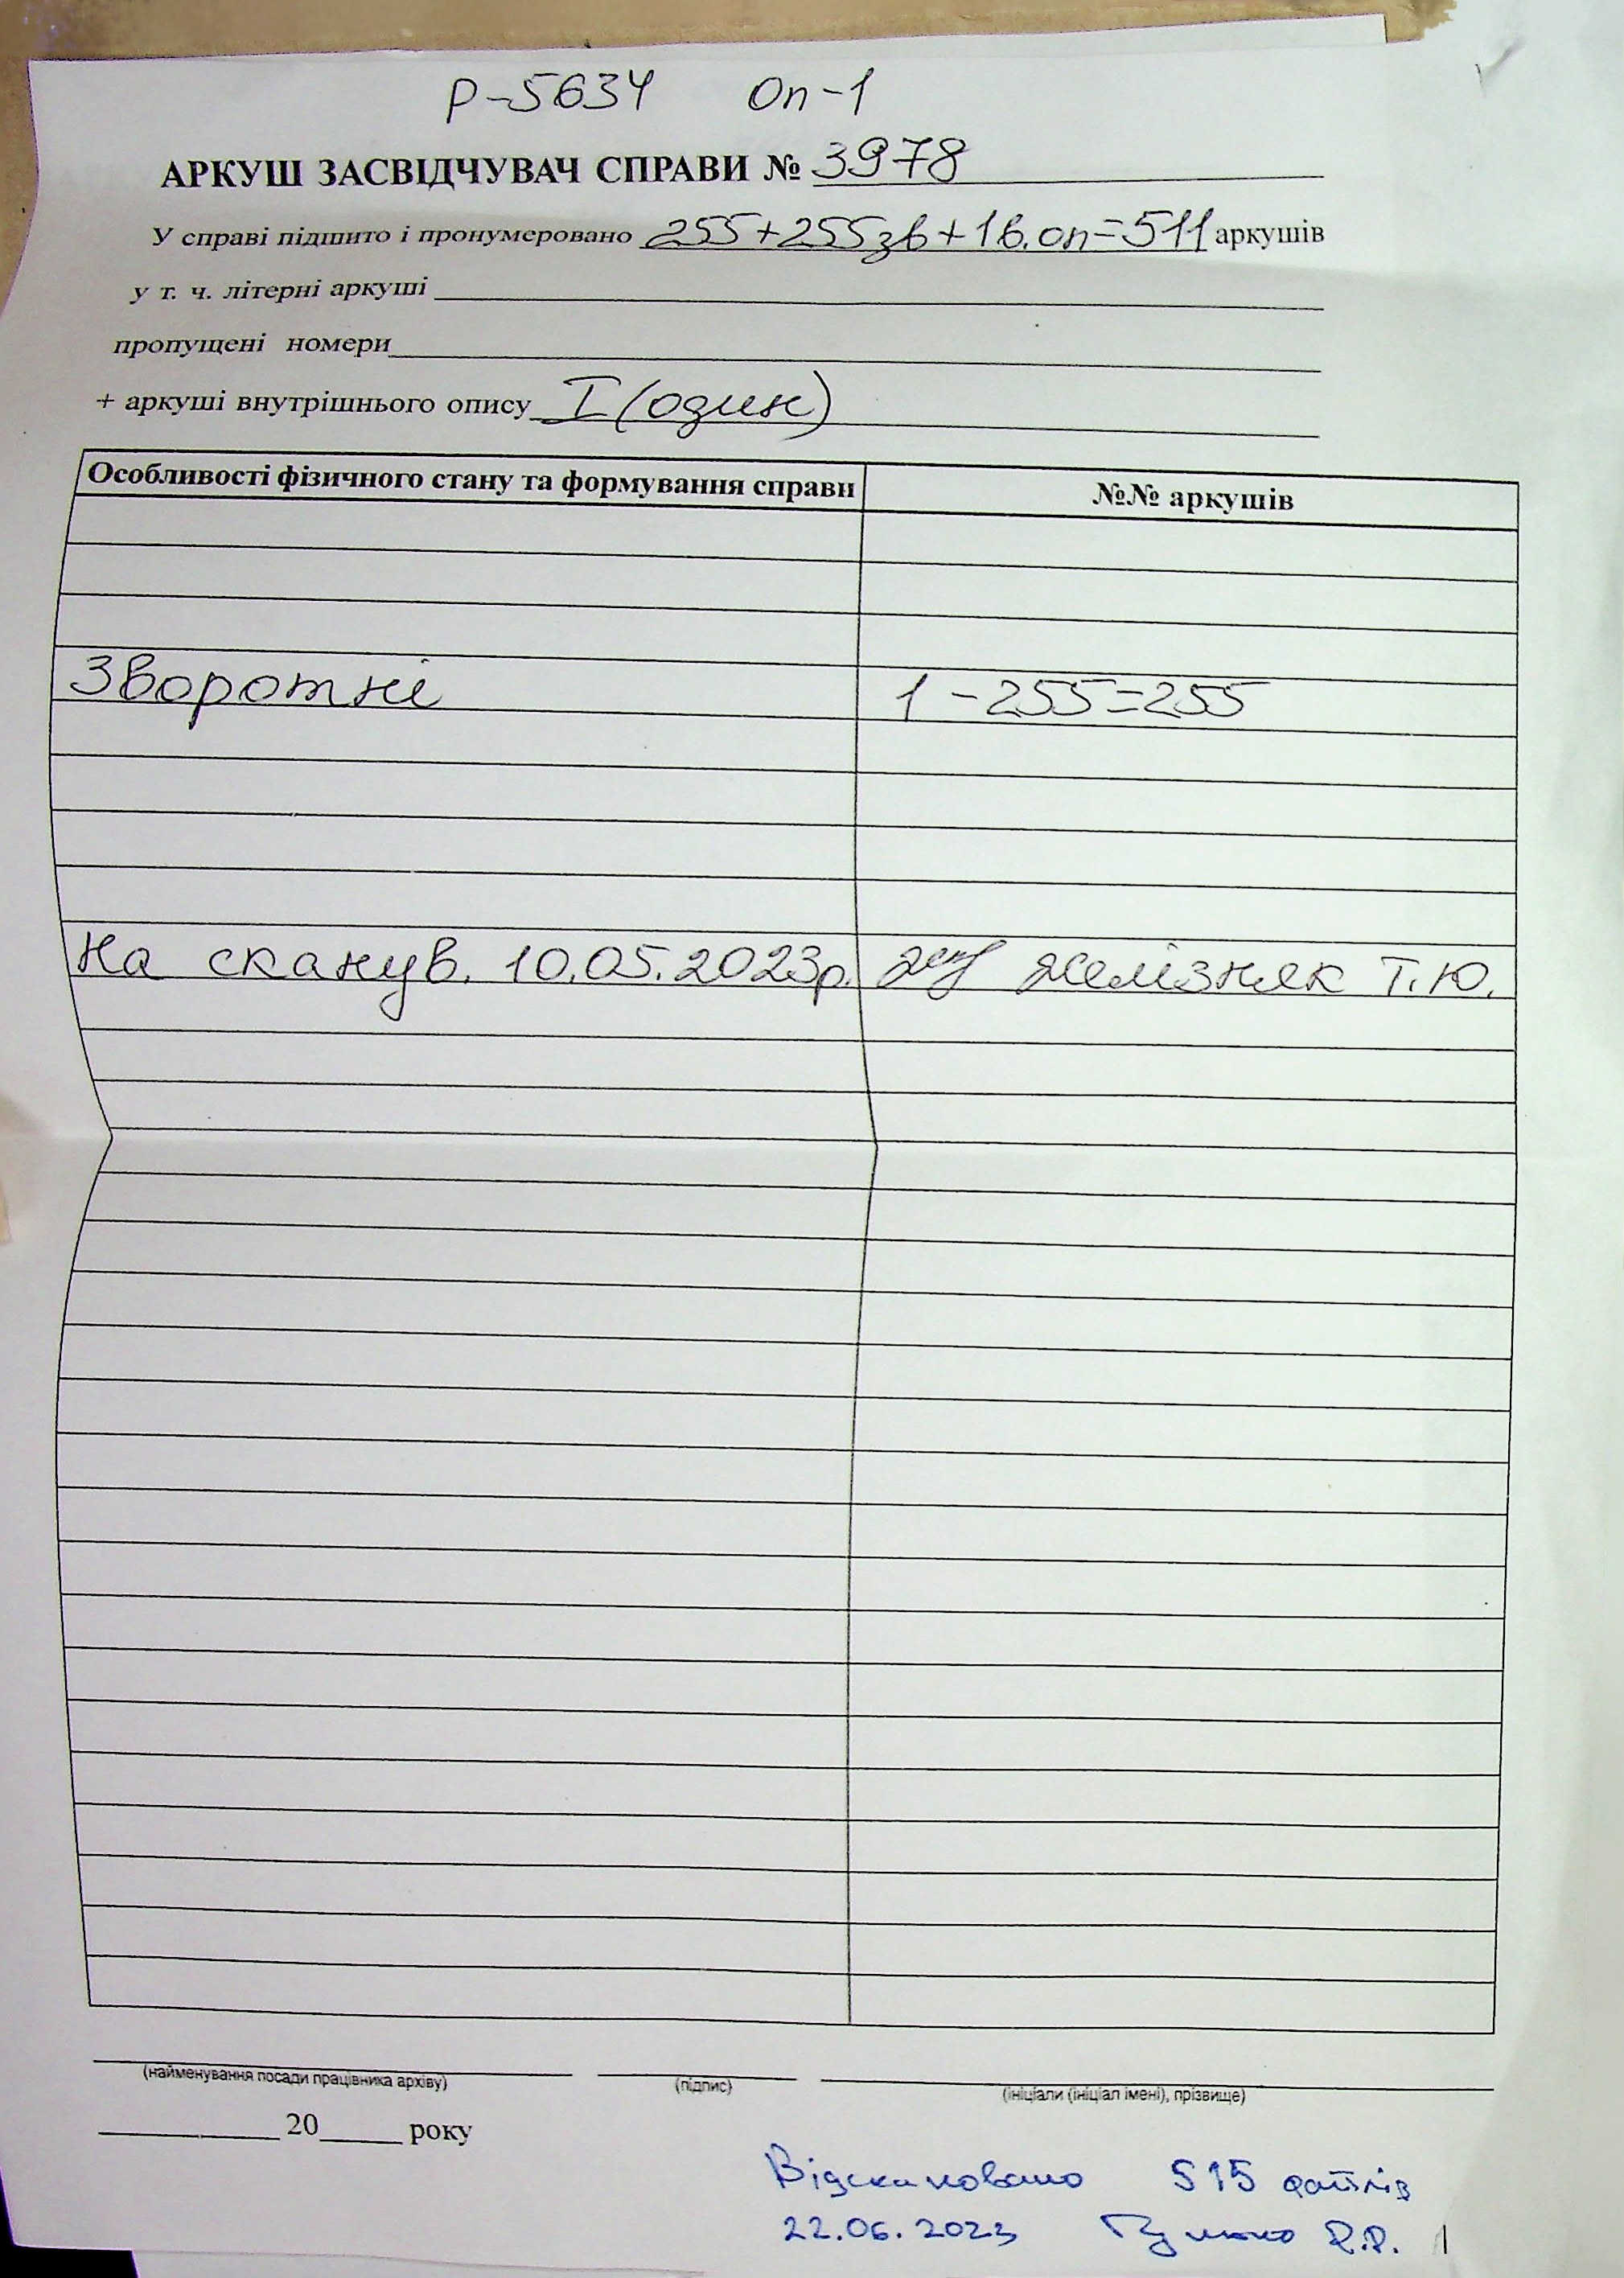 Р-5634 Оп-1
АРКУШ ЗАСВІДЧУВАЧ СПРАВИ № 3978
У справі підшито і пронумеровано 255+255зв+1в.оп=511 аркушів
у т. ч. літерні аркуші
пропущені номери
+ аркуші внутрішнього опису I (один)
Особливості фізичного стану та формування справи №№ аркушів
Зворотні 1-255=255
На сканув. 10.05.2023р. Желізняк Т.Ю.
(найменування посади працівника архіву) (підпис) (ініціали (ініціал імені), прізвище)
20 року
Відскановано 515 файлів
22.06.2023